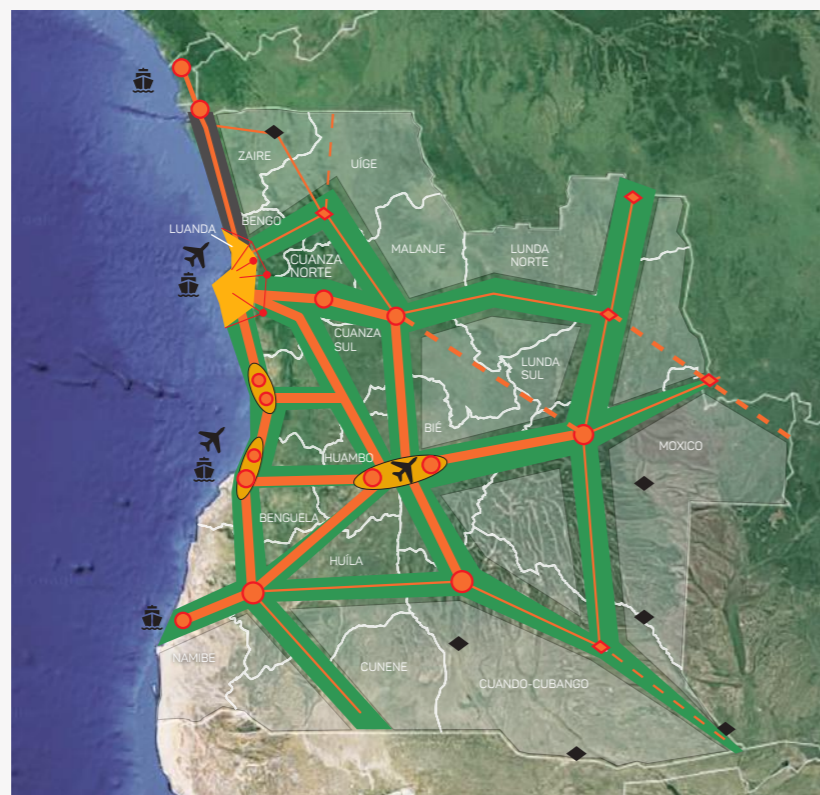 ZAIRE
UÍGE
BENGO
LUANDA
MALANJE
LUNDA
NORTE
CUANZA
NORTE
CUANZA
SUL
LUNDA
SUL
BIÉ
MOXICO
HUAMBO
BENGUELA
HUÍLA
NAMIBE
CUNENE
CUANDO-CUBANGO